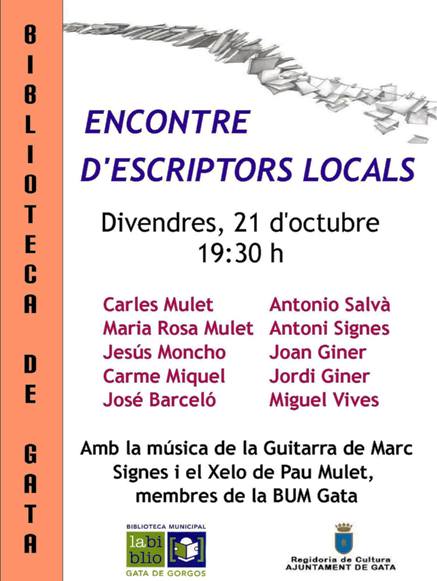 BIBLIOTECA DE GATA
ENCONTRE
D'ESCRIPTORS LOCALS
Divendres, 21 d'octubre
19:30 h
Carles Mulet
Maria Rosa Mulet
Jesús Moncho
Carme Miquel
José Barceló
Antonio Salvà
Antoni Signes
Joan Giner
Jordi Giner
Miguel Vives
Amb la música de la Guitarra de Marc
Signes i el Xelo de Pau Mulet,
membres de la BUM Gata
BIBLIOTECA MUNICIPAL
labi
blio
GATA DE GORGOS
Regidoria de Cultura
AJUNTAMENT DE GATA